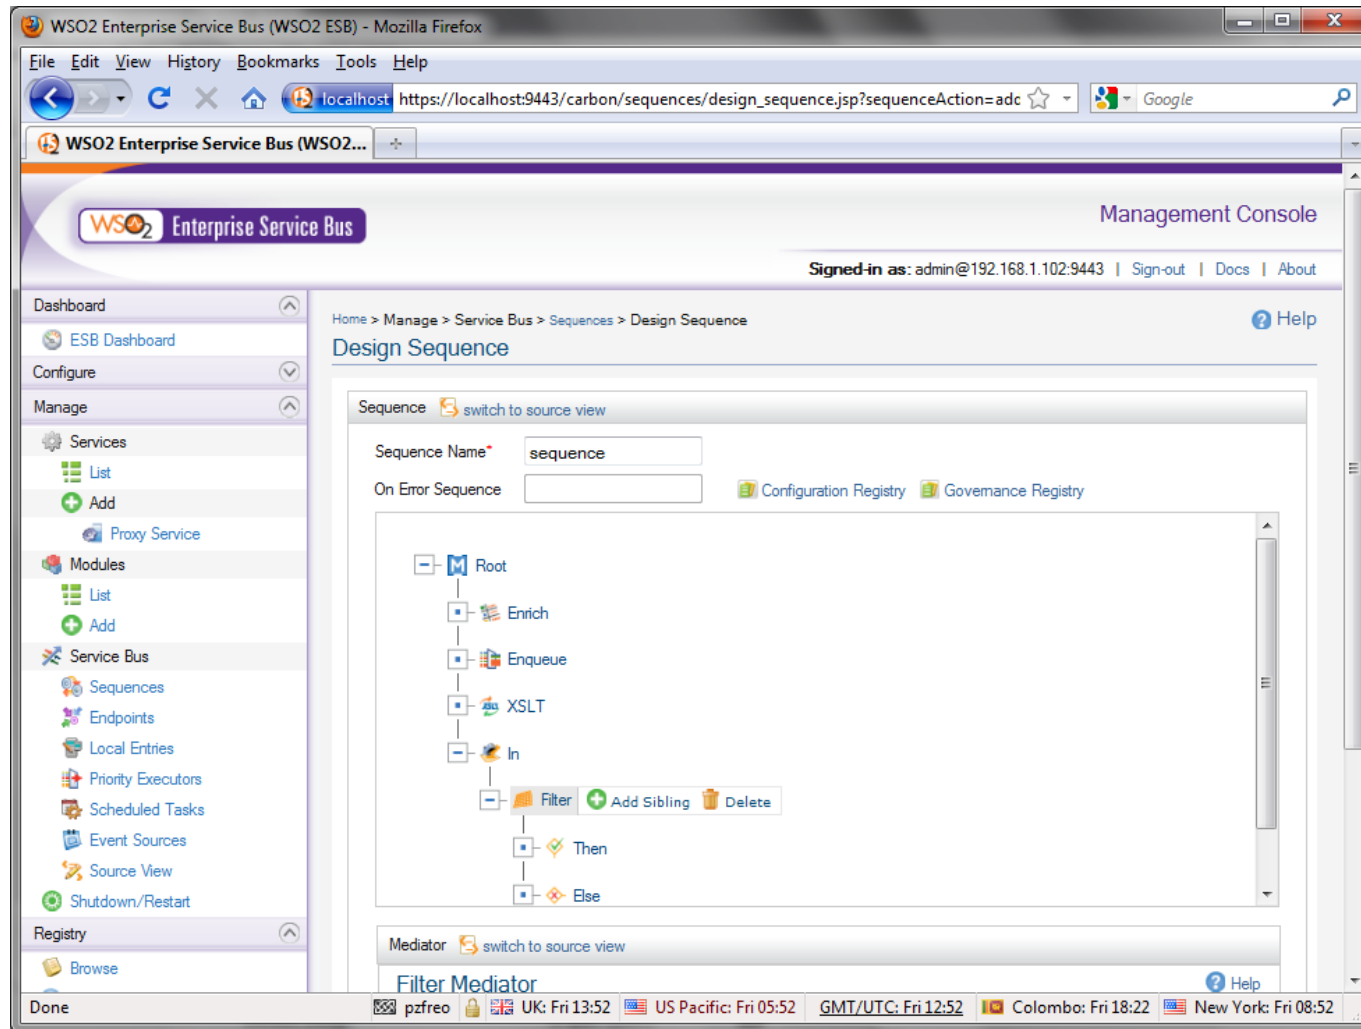 WSO2 Enterprise Service Bus (WSO2 ESB) - Mozilla Firefox
File Edit View History Bookmarks Tools Help
localhost https://localhost:9443/carbon/sequences/design_sequence.jsp?sequenceAction=adc Google
WSO2 Enterprise Service Bus (WSO2...
WSO2 Enterprise Service Bus
Management Console
Signed-in as: admin@192.168.1.102:9443 | Sign-out | Docs | About
Dashboard
ESB Dashboard
Configure
Manage
Services
List
Add
Proxy Service
Modules
List
Add
Service Bus
Sequences
Endpoints
Local Entries
Priority Executors
Scheduled Tasks
Event Sources
Source View
Shutdown/Restart
Registry
Browse
Home > Manage > Service Bus > Sequences > Design Sequence
Help
Design Sequence
Sequence switch to source view
Sequence Name* sequence
On Error Sequence Configuration Registry Governance Registry
Root
Enrich
Enqueue
XSLT
In
Filter Add Sibling Delete
Then
Else
Mediator switch to source view
Filter Mediator Help
Done pzfreo UK: Fri 13:52 US Pacific: Fri 05:52 GMT/UTC: Fri 12:52 Colombo: Fri 18:22 New York: Fri 08:52